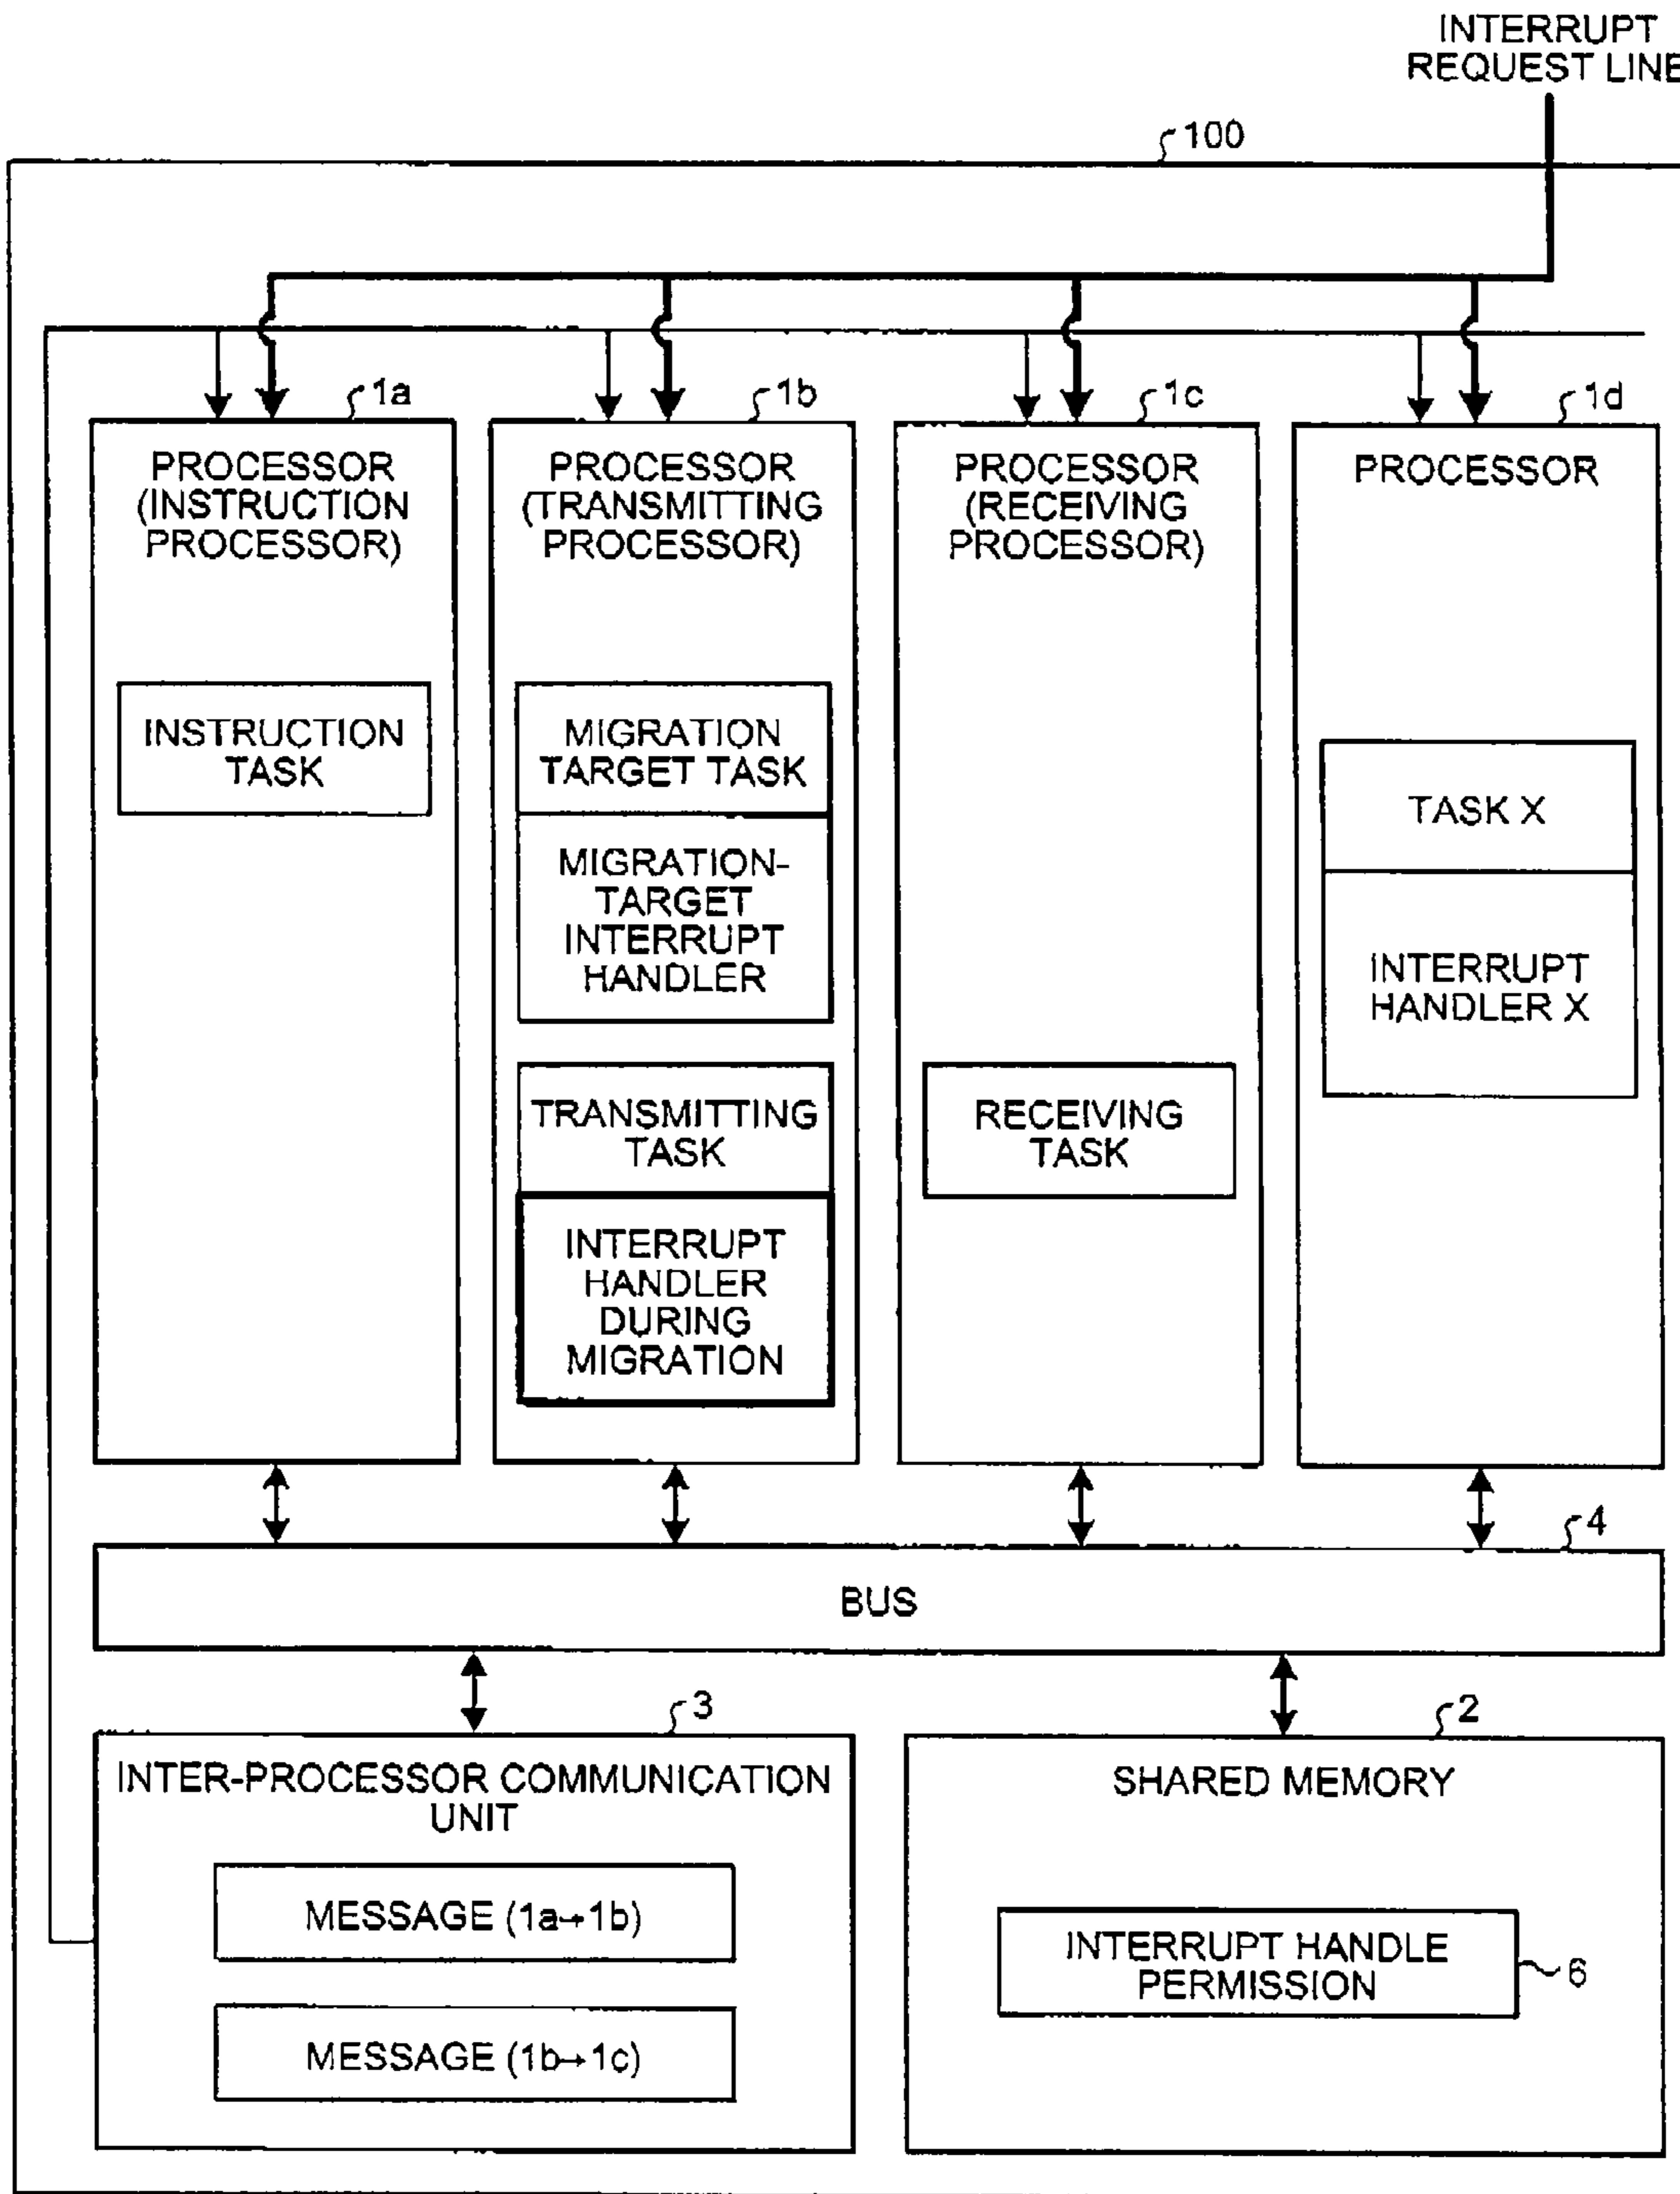 INTERRUPT
REQUEST LINE
100
1a
1b
1c
1d
PROCESSOR
(INSTRUCTION
PROCESSOR)
PROCESSOR
(TRANSMITTING
PROCESSOR)
PROCESSOR
(RECEIVING
PROCESSOR)
PROCESSOR
INSTRUCTION
TASK
MIGRATION
TARGET TASK
MIGRATION-
TARGET
INTERRUPT
HANDLER
TRANSMITTING
TASK
INTERRUPT
HANDLER
DURING
MIGRATION
RECEIVING
TASK
TASK X
INTERRUPT
HANDLER X
4
BUS
3
INTER-PROCESSOR COMMUNICATION
UNIT
MESSAGE (1a→1b)
MESSAGE (1b→1c)
2
SHARED MEMORY
INTERRUPT HANDLE
PERMISSION
6